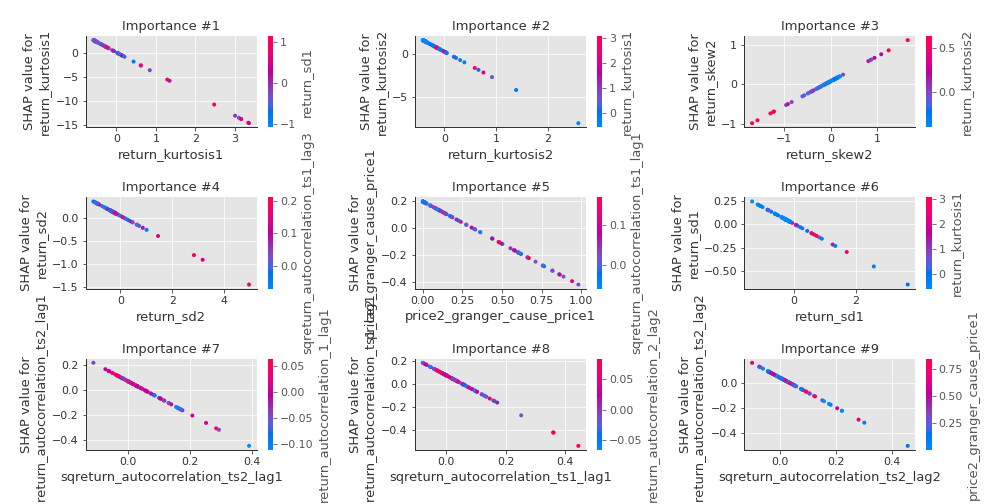 Importance #1
SHAP value for
return_kurtosis1
0
−5
−10
−15
0
1
2
3
return_kurtosis1
1
0
−1
return_sd1
Importance #2
SHAP value for
return_kurtosis2
0
−5
0
1
2
return_kurtosis2
3
2
1
0
return_kurtosis1
Importance #3
SHAP value for
return_skew2
1
0
−1
−1
0
1
return_skew2
0.5
0.0
return_kurtosis2
Importance #4
SHAP value for
return_sd2
0.0
−0.5
−1.0
−1.5
0
2
4
return_sd2
0.2
0.1
0.0
sqreturn_autocorrelation_ts1_lag3
Importance #5
SHAP value for
price2_granger_cause_price1
0.2
0.0
−0.2
−0.4
0.00
0.25
0.50
0.75
1.00
price2_granger_cause_price1
0.1
0.0
sqreturn_autocorrelation_ts1_lag1
Importance #6
SHAP value for
return_sd1
0.25
0.00
−0.25
−0.50
0
2
return_sd1
3
2
1
0
return_kurtosis1
Importance #7
SHAP value for
sqreturn_autocorrelation_ts2_lag1
0.2
0.0
−0.2
−0.4
0.0
0.2
0.4
sqreturn_autocorrelation_ts2_lag1
0.05
0.00
−0.05
−0.10
return_autocorrelation_1_lag1
Importance #8
SHAP value for
sqreturn_autocorrelation_ts1_lag1
0.2
0.0
−0.2
−0.4
0.0
0.2
0.4
sqreturn_autocorrelation_ts1_lag1
0.05
0.00
−0.05
return_autocorrelation_2_lag2
Importance #9
SHAP value for
sqreturn_autocorrelation_ts2_lag2
0.0
−0.2
−0.4
0.0
0.2
0.4
sqreturn_autocorrelation_ts2_lag2
0.75
0.50
0.25
price2_granger_cause_price1